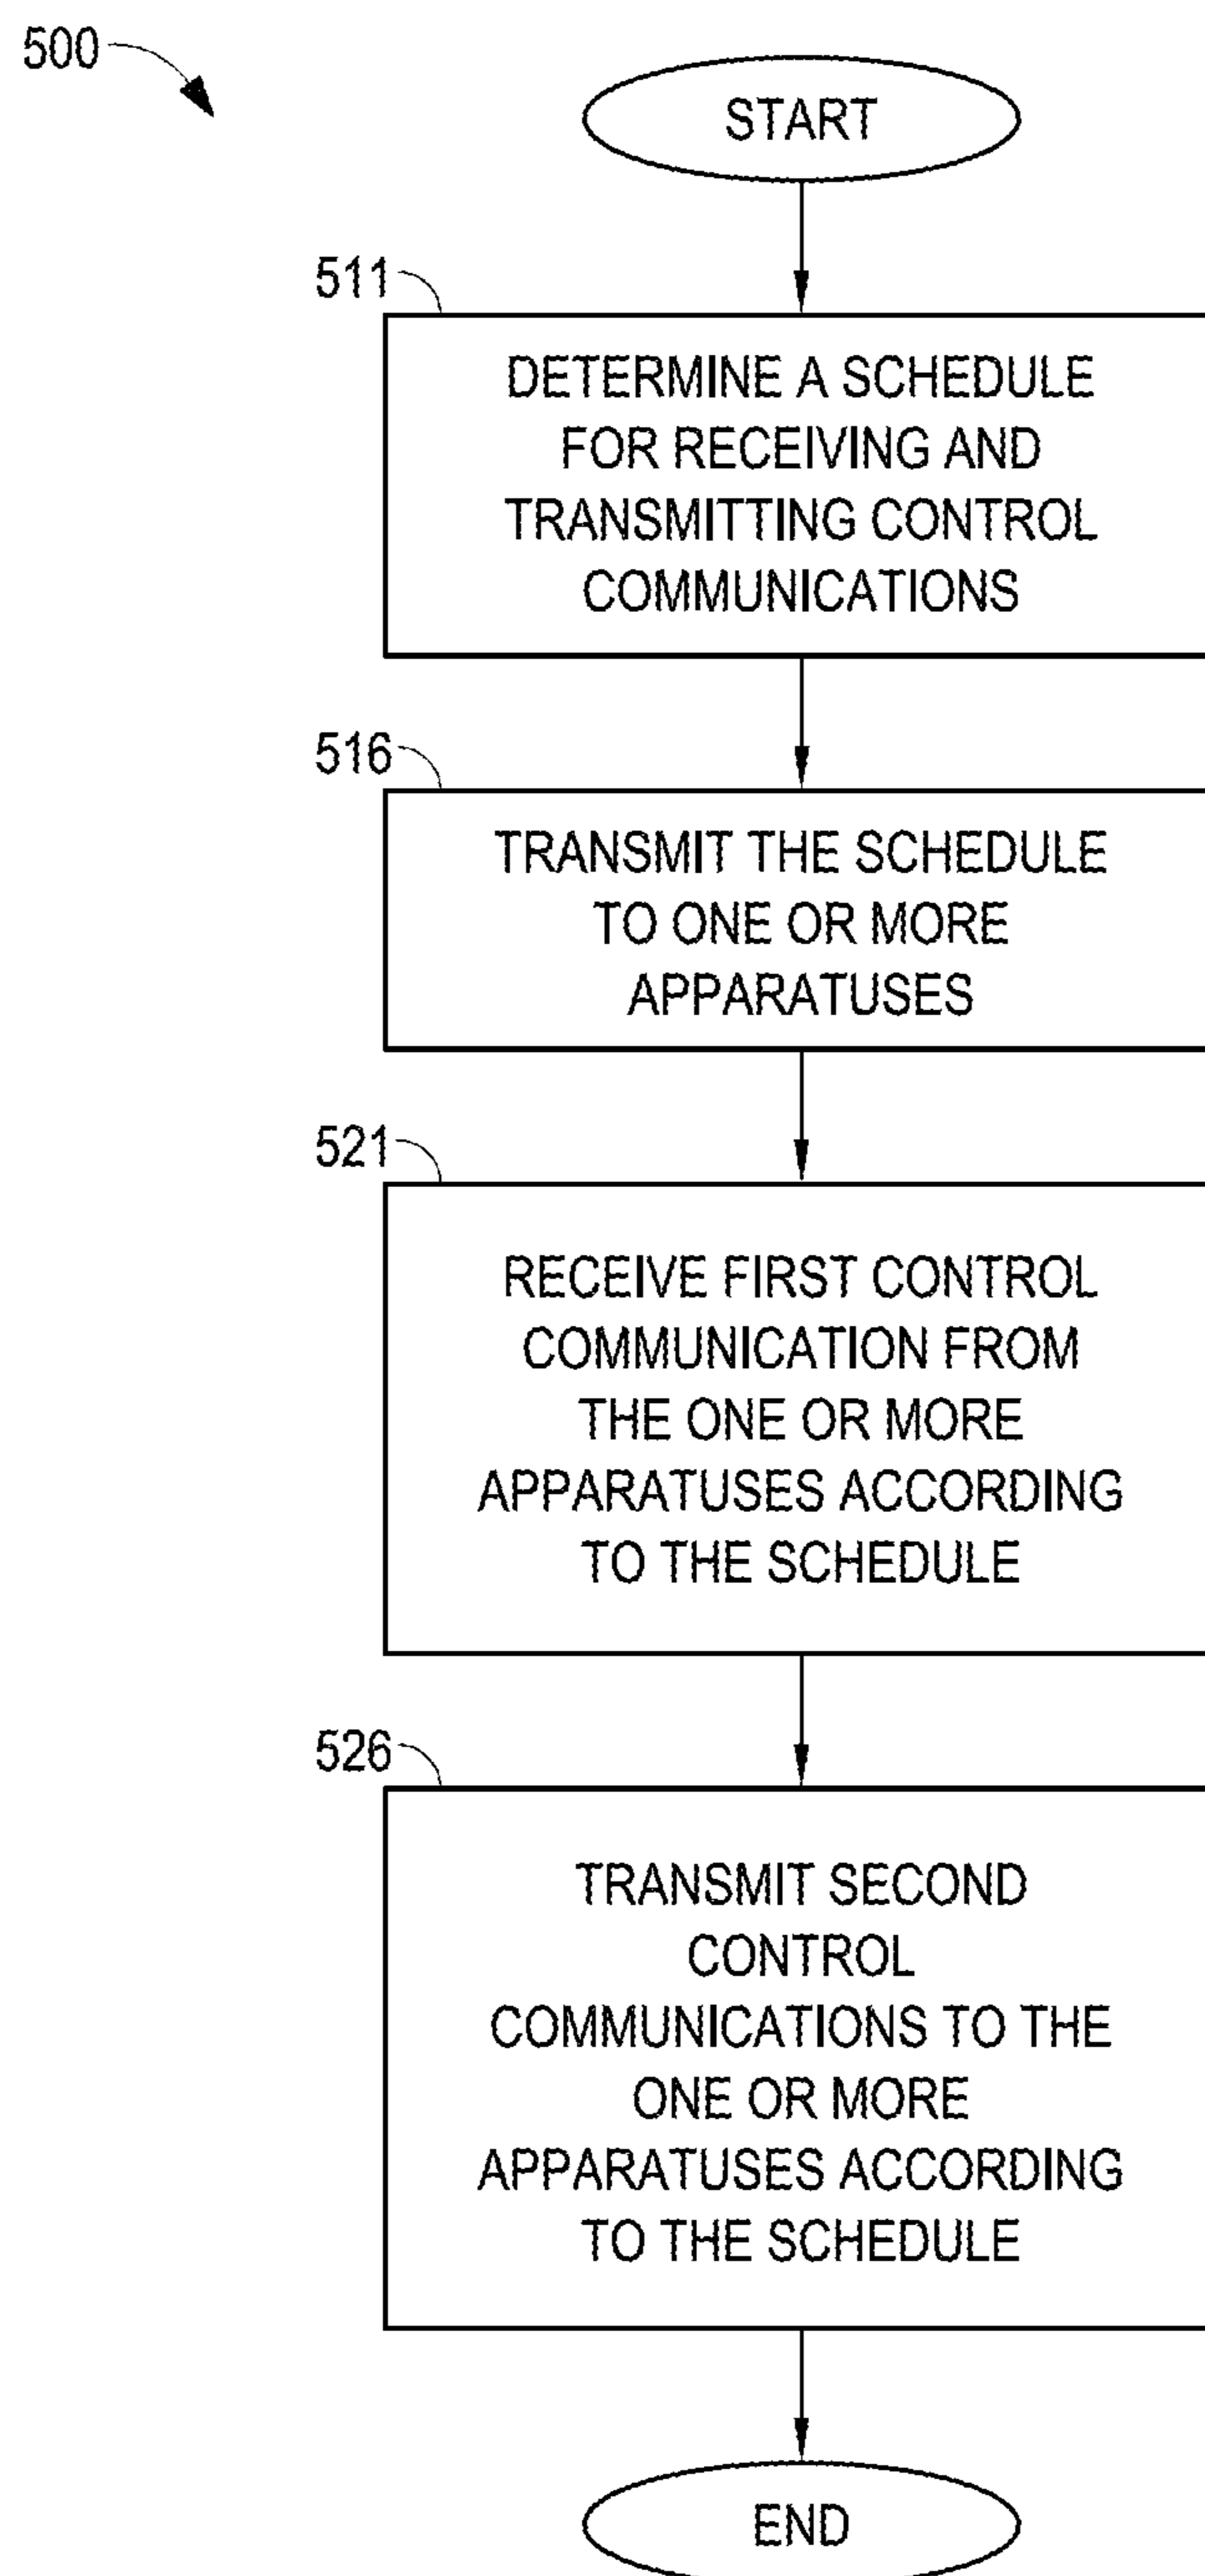 500
START
511
DETERMINE A SCHEDULE
FOR RECEIVING AND
TRANSMITTING CONTROL
COMMUNICATIONS
516
TRANSMIT THE SCHEDULE
TO ONE OR MORE
APPARATUSES
521
RECEIVE FIRST CONTROL
COMMUNICATION FROM
THE ONE OR MORE
APPARATUSES ACCORDING
TO THE SCHEDULE
526
TRANSMIT SECOND
CONTROL
COMMUNICATIONS TO THE
ONE OR MORE
APPARATUSES ACCORDING
TO THE SCHEDULE
END